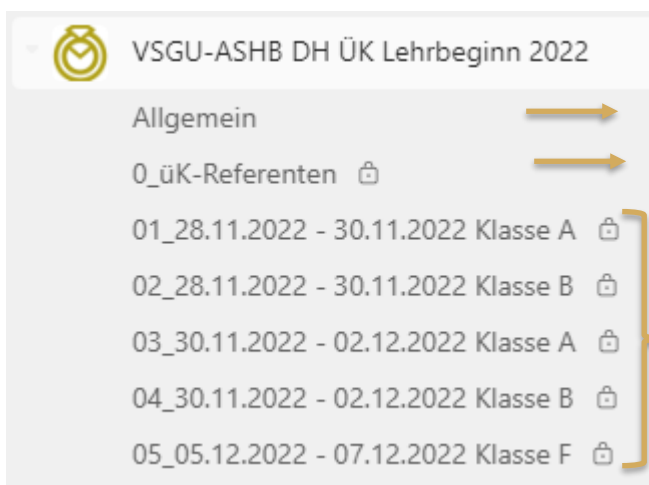 VSGU-ASHB DH ÜK Lehrbeginn 2022
Allgemein
0_üK-Referenten
01_28.11.2022 - 30.11.2022 Klasse A
02_28.11.2022 - 30.11.2022 Klasse B
03_30.11.2022 - 02.12.2022 Klasse A
04_30.11.2022 - 02.12.2022 Klasse B
05_05.12.2022 - 07.12.2022 Klasse F